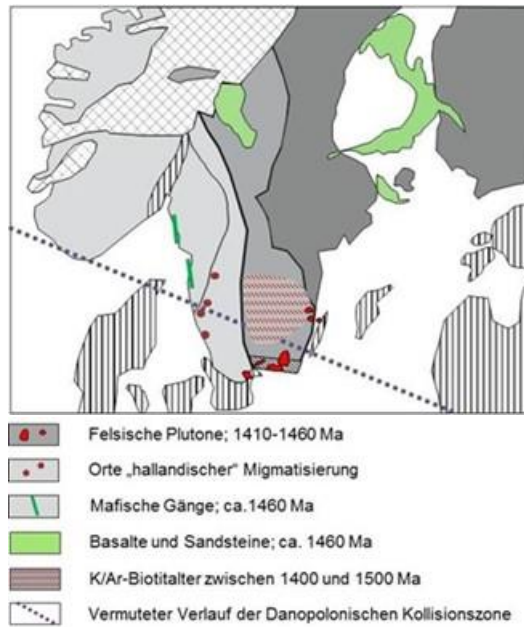 Felsische Plutone; 1410-1460 Ma
Orte „hallandischer“ Migmatisierung
Mafische Gänge; ca.1460 Ma
Basalte und Sandsteine; ca. 1460 Ma
K/Ar-Biotitalter zwischen 1400 und 1500 Ma
Vermuteter Verlauf der Danopolonischen Kollisionszone